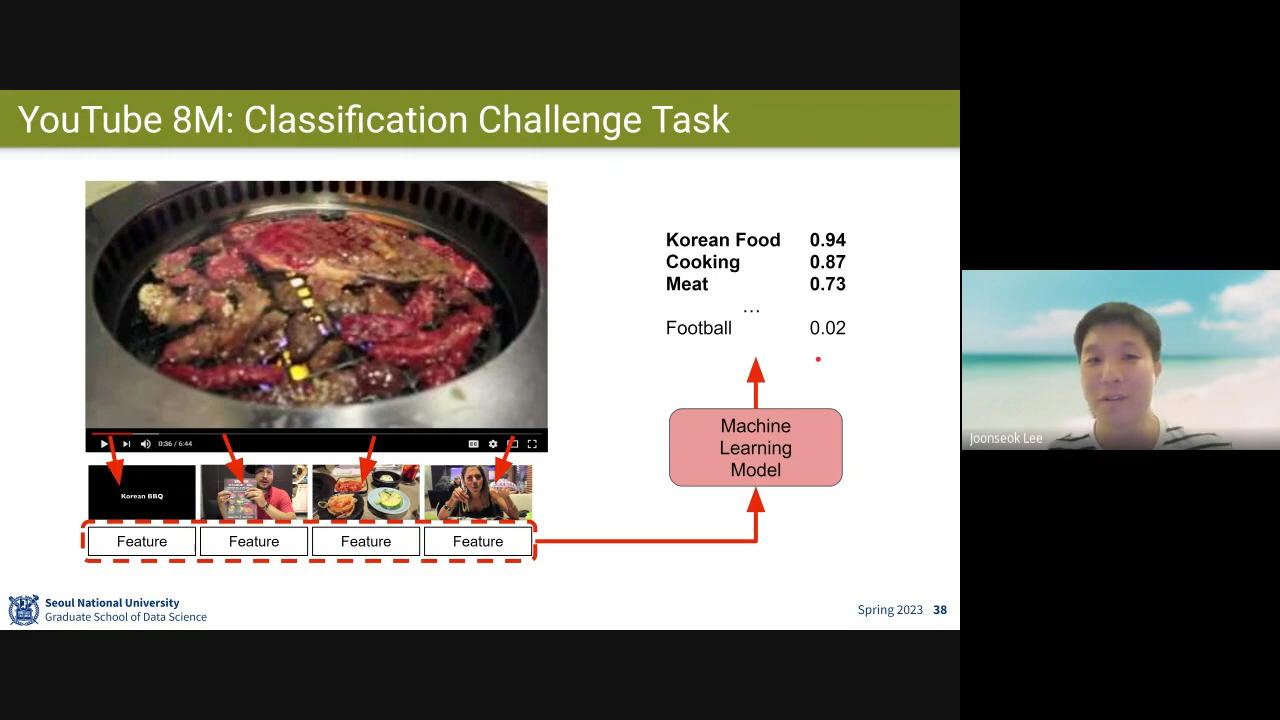 YouTube 8M: Classification Challenge Task
Korean Food 0.94
Cooking 0.87
Meat 0.73
...
Football 0.02
Machine
Learning
Model
0:36 / 6:44
Korean BBQ
Feature Feature Feature Feature
Seoul National University
Graduate School of Data Science
Spring 2023 38
Joonseok Lee